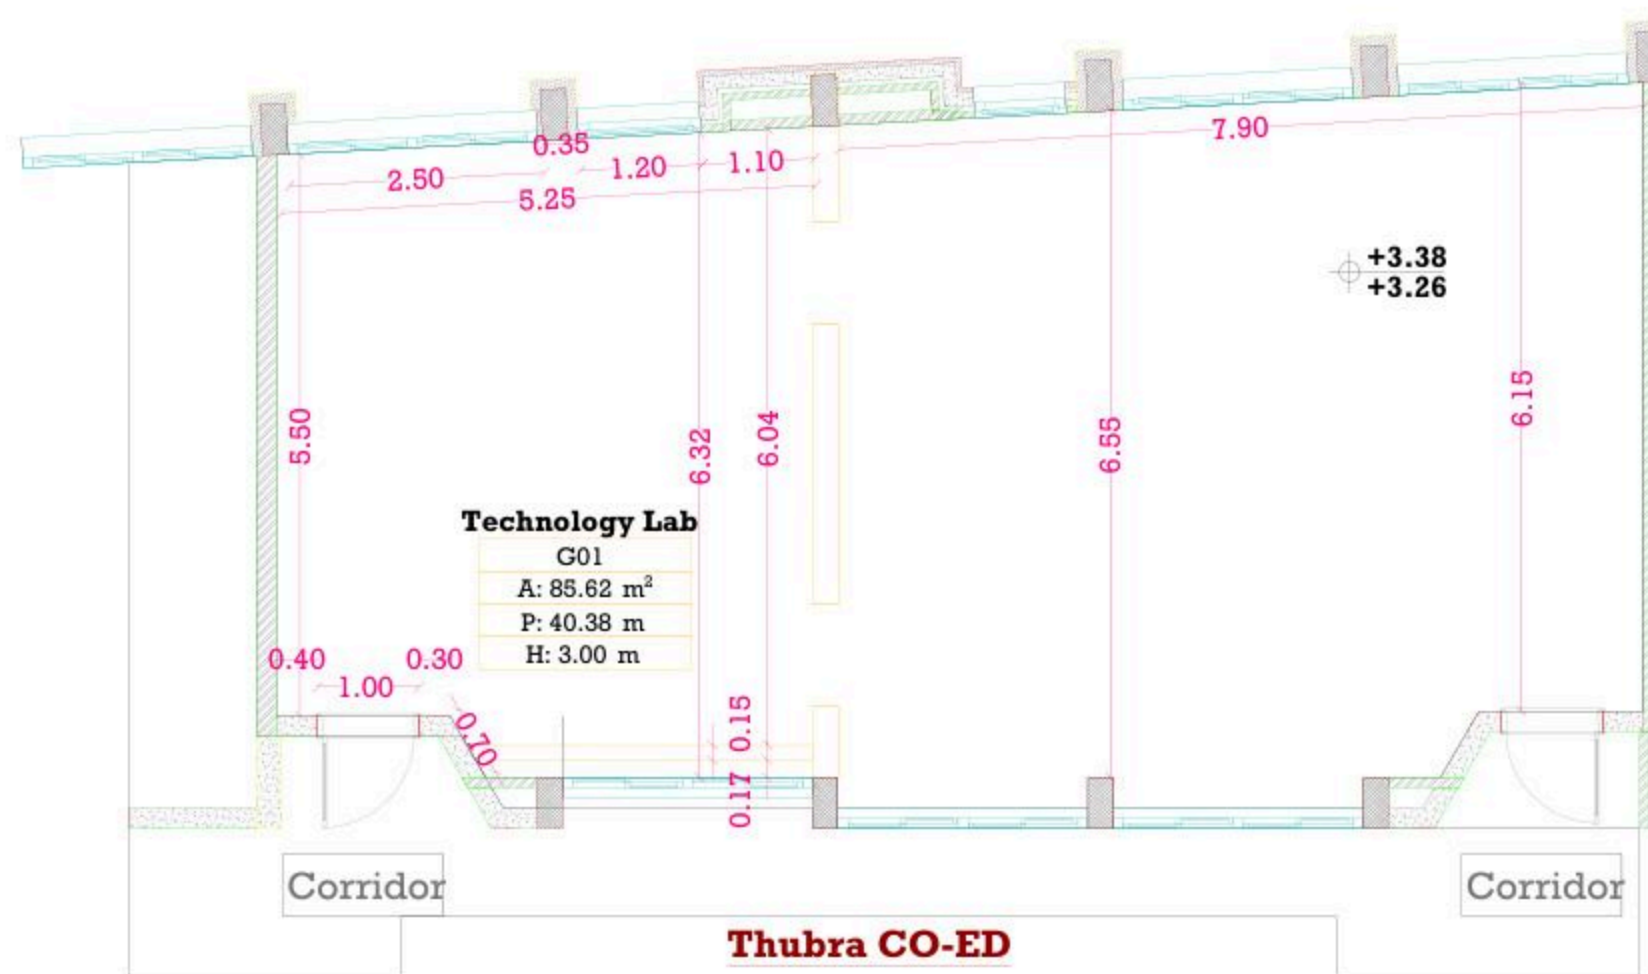 7.90
0.35
2.50
1.20
1.10
5.25
+3.38
+3.26
5.50
6.32
6.04
6.55
6.15
Technology Lab
G01
A: 85.62 m²
P: 40.38 m
H: 3.00 m
0.40
0.30
1.00
0.70
0.15
0.17
Corridor
Corridor
Thubra CO-ED